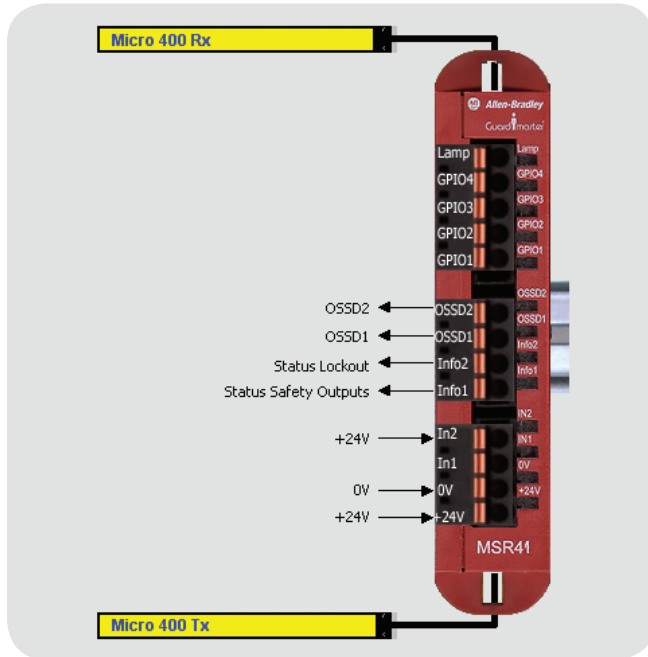 Micro 400 Rx
Allen-Bradley
Guardmaster
Lamp Lamp
GPIO4 GPIO4
GPIO3 GPIO3
GPIO2 GPIO2
GPIO1 GPIO1
OSSD2 OSSD2 OSSD2
OSSD1 OSSD1 OSSD1
Status Lockout Info2 Info2
Status Safety Outputs Info1 Info1
+24V In2 IN2
In1 IN1
0V 0V 0V
+24V +24V +24V
MSR41
Micro 400 Tx